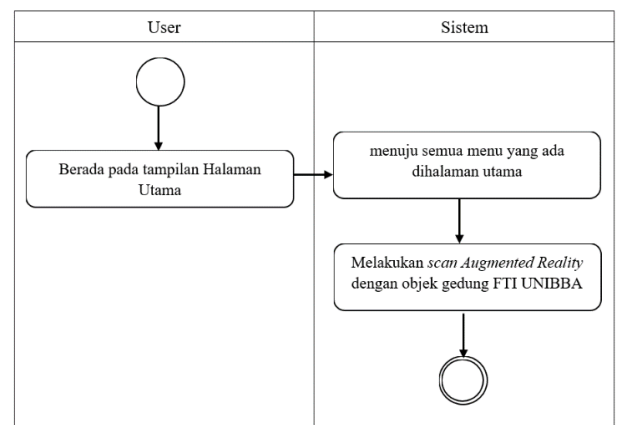 User
Sistem
Berada pada tampilan Halaman
Utama
menuju semua menu yang ada
dihalaman utama
Melakukan scan Augmented Reality
dengan objek gedung FTI UNIBBA